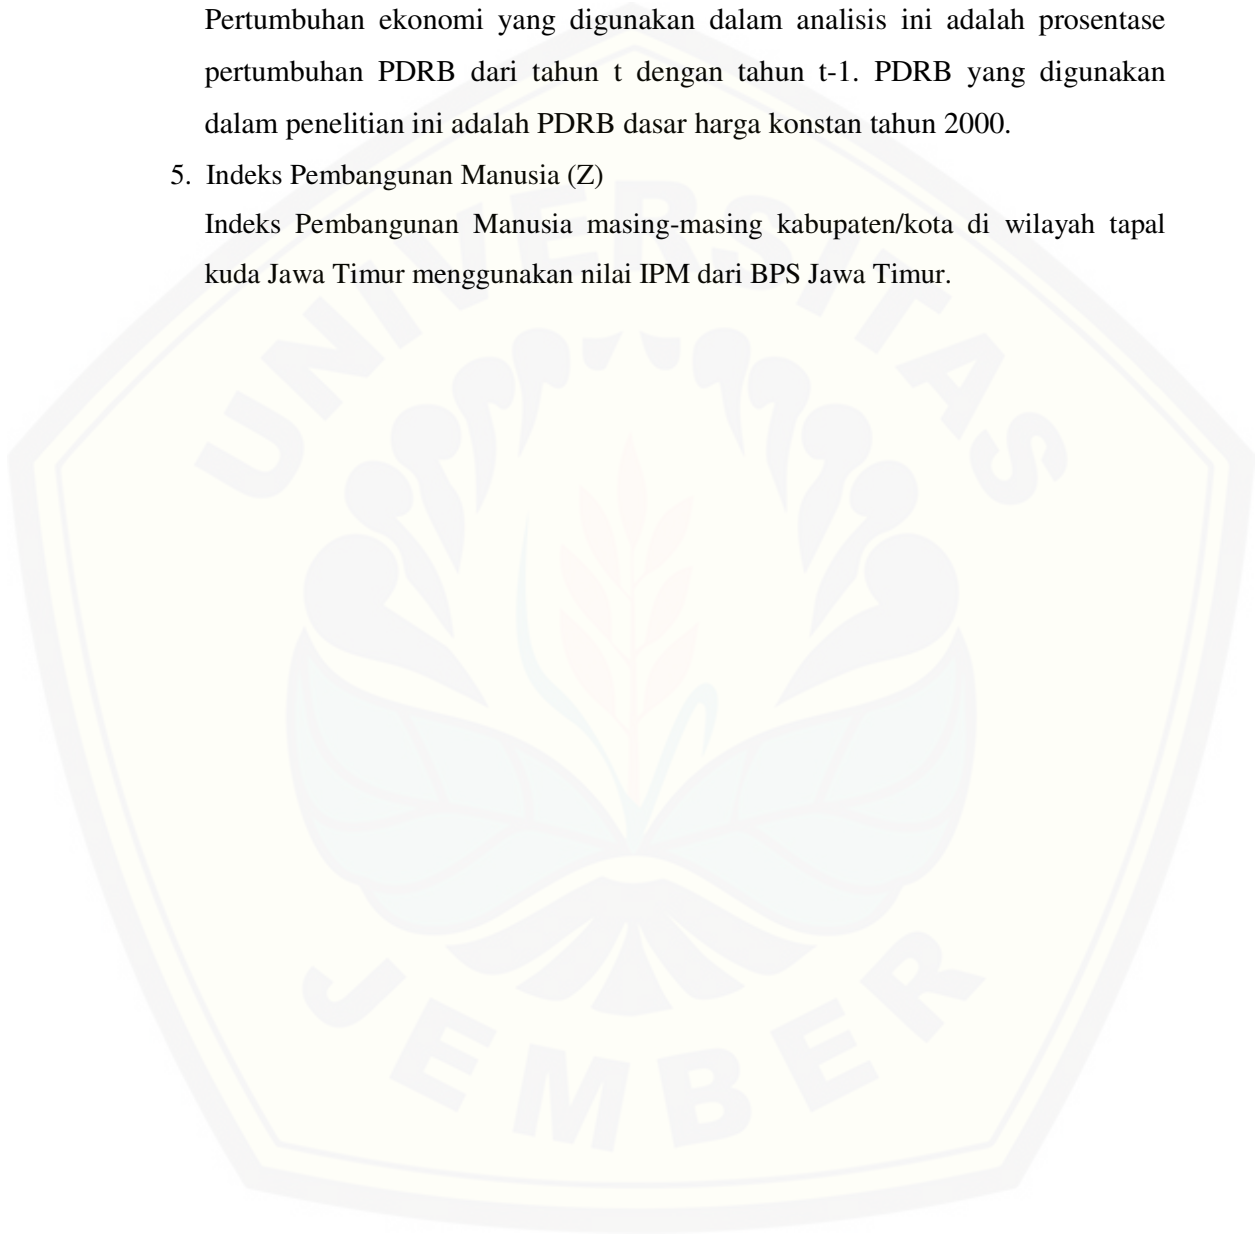 Pertumbuhan ekonomi yang digunakan dalam analisis ini adalah prosentase
pertumbuhan PDRB dari tahun t dengan tahun t-1. PDRB yang digunakan
dalam penelitian ini adalah PDRB dasar harga konstan tahun 2000.
5. Indeks Pembangunan Manusia (Z)
Indeks Pembangunan Manusia masing-masing kabupaten/kota di wilayah tapal
kuda Jawa Timur menggunakan nilai IPM dari BPS Jawa Timur.
UNIVERSITAS
JEMBER